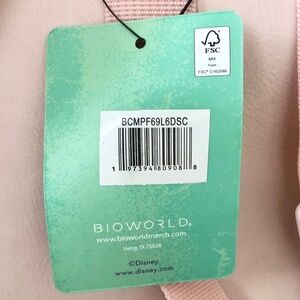 FSC
MIX
Paper
FSC® C162598
BCMPF69L6DSC
1 97394 80908 8
BIOWORLD®
www.bioworldmerch.com
Irving, TX 75038
©Disney
www.disney.com